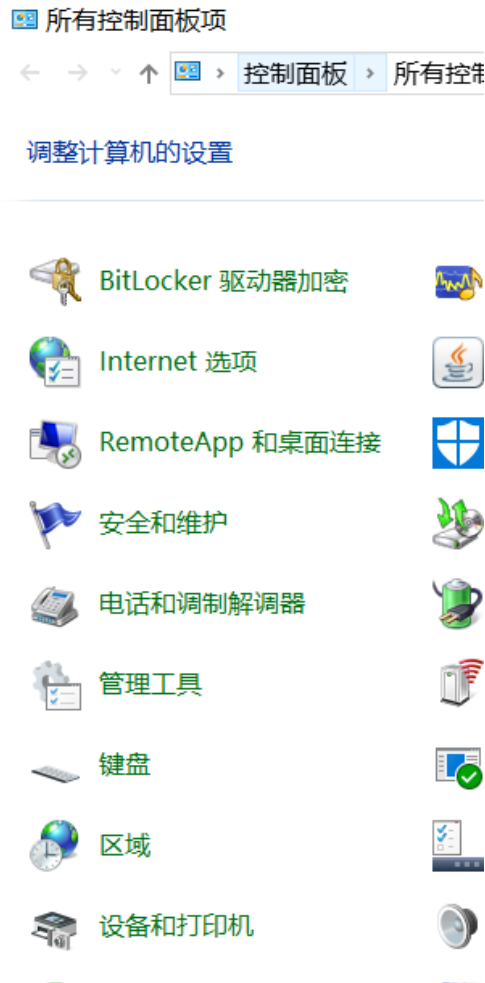 所有控制面板项
控制面板 所有控制
调整计算机的设置
BitLocker 驱动器加密
Internet 选项
RemoteApp 和桌面连接
安全和维护
电话和调制解调器
管理工具
键盘
区域
设备和打印机